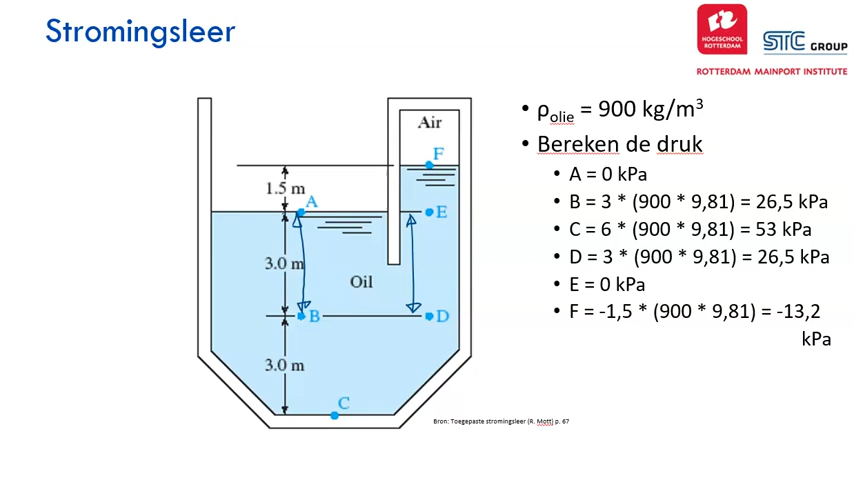 Stromingsleer
HOGESCHOOL
ROTTERDAM
STC GROUP
ROTTERDAM MAINPORT INSTITUTE
Air
F
1.5 m
A
E
3.0 m
Oil
B
D
3.0 m
C
• ρolie = 900 kg/m³
• Bereken de druk
• A = 0 kPa
• B = 3 * (900 * 9,81) = 26,5 kPa
• C = 6 * (900 * 9,81) = 53 kPa
• D = 3 * (900 * 9,81) = 26,5 kPa
• E = 0 kPa
• F = -1,5 * (900 * 9,81) = -13,2
kPa
Bron: Toegepaste stromingsleer (R. Mott) p. 67